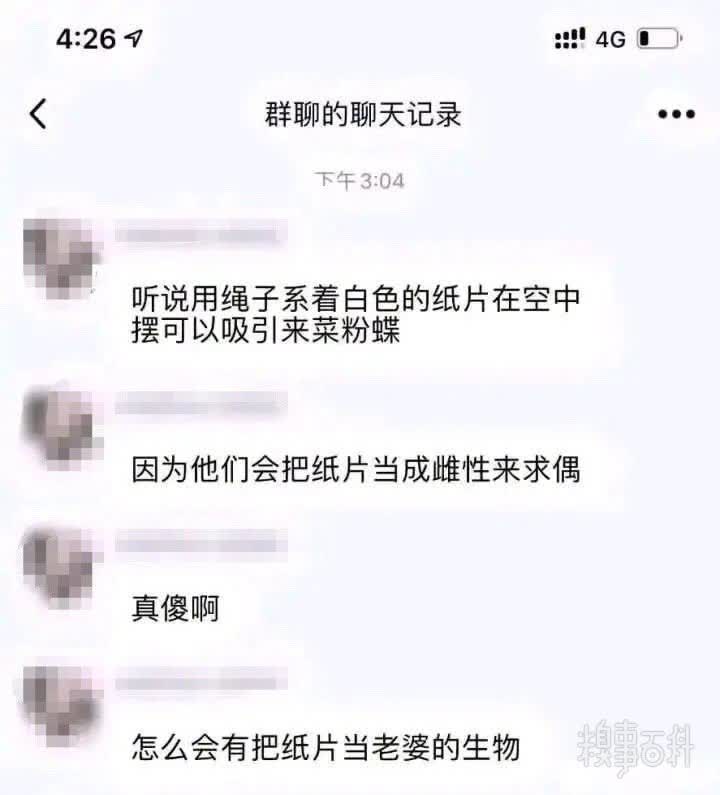 4:26
4G
群聊的聊天记录
下午3:04
听说用绳子系着白色的纸片在空中
摆可以吸引来菜粉蝶
因为他们会把纸片当成雌性来求偶
真傻啊
怎么会有把纸片当老婆的生物
糗事百科